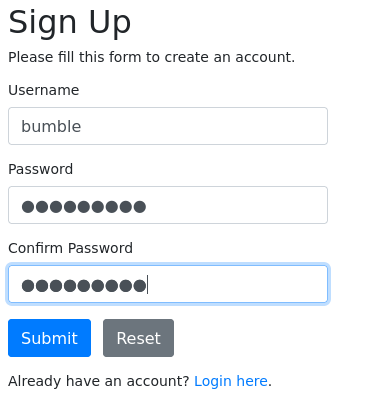 Sign Up
Please fill this form to create an account.
Username
bumble
Password
●●●●●●●●●
Confirm Password
●●●●●●●●●
Submit Reset
Already have an account? Login here.